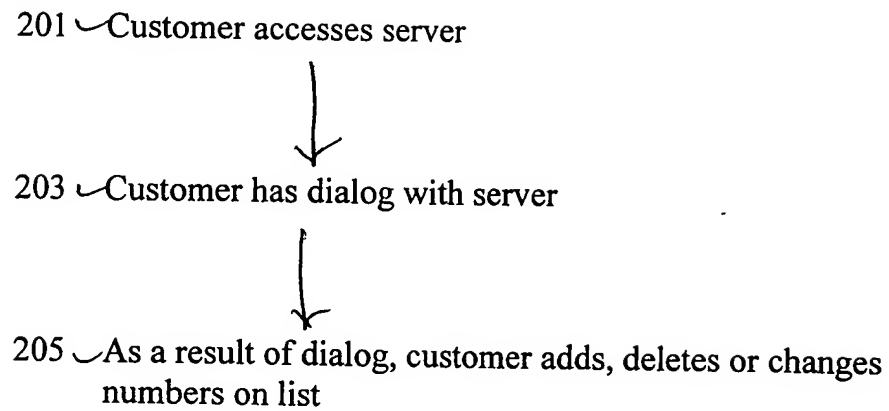 201 Customer accesses server
203 Customer has dialog with server
205 As a result of dialog, customer adds, deletes or changes
numbers on list